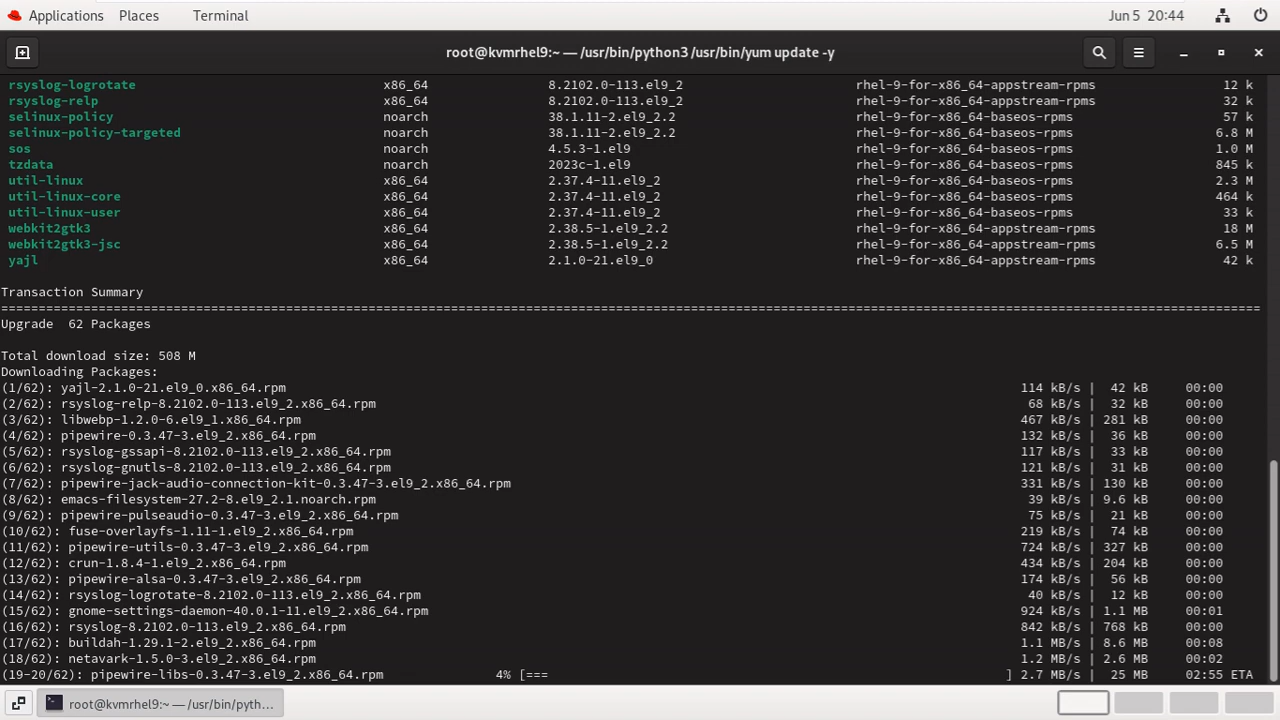 Applications Places Terminal Jun 5 20:44
root@kvmrhel9:~ — /usr/bin/python3 /usr/bin/yum update -y
rsyslog-logrotate x86_64 8.2102.0-113.el9_2 rhel-9-for-x86_64-appstream-rpms 12 k
rsyslog-relp x86_64 8.2102.0-113.el9_2 rhel-9-for-x86_64-appstream-rpms 32 k
selinux-policy noarch 38.1.11-2.el9_2.2 rhel-9-for-x86_64-baseos-rpms 57 k
selinux-policy-targeted noarch 38.1.11-2.el9_2.2 rhel-9-for-x86_64-baseos-rpms 6.8 M
sos noarch 4.5.3-1.el9 rhel-9-for-x86_64-baseos-rpms 1.0 M
tzdata noarch 2023c-1.el9 rhel-9-for-x86_64-baseos-rpms 845 k
util-linux x86_64 2.37.4-11.el9_2 rhel-9-for-x86_64-baseos-rpms 2.3 M
util-linux-core x86_64 2.37.4-11.el9_2 rhel-9-for-x86_64-baseos-rpms 464 k
util-linux-user x86_64 2.37.4-11.el9_2 rhel-9-for-x86_64-baseos-rpms 33 k
webkit2gtk3 x86_64 2.38.5-1.el9_2.2 rhel-9-for-x86_64-appstream-rpms 18 M
webkit2gtk3-jsc x86_64 2.38.5-1.el9_2.2 rhel-9-for-x86_64-appstream-rpms 6.5 M
yajl x86_64 2.1.0-21.el9_0 rhel-9-for-x86_64-appstream-rpms 42 k
Transaction Summary
================================================================================
Upgrade 62 Packages
Total download size: 508 M
Downloading Packages:
(1/62): yajl-2.1.0-21.el9_0.x86_64.rpm 114 kB/s | 42 kB 00:00
(2/62): rsyslog-relp-8.2102.0-113.el9_2.x86_64.rpm 68 kB/s | 32 kB 00:00
(3/62): libwebp-1.2.0-6.el9_1.x86_64.rpm 467 kB/s | 281 kB 00:00
(4/62): pipewire-0.3.47-3.el9_2.x86_64.rpm 132 kB/s | 36 kB 00:00
(5/62): rsyslog-gssapi-8.2102.0-113.el9_2.x86_64.rpm 117 kB/s | 33 kB 00:00
(6/62): rsyslog-gnutls-8.2102.0-113.el9_2.x86_64.rpm 121 kB/s | 31 kB 00:00
(7/62): pipewire-jack-audio-connection-kit-0.3.47-3.el9_2.x86_64.rpm 331 kB/s | 130 kB 00:00
(8/62): emacs-filesystem-27.2-8.el9_2.1.noarch.rpm 39 kB/s | 9.6 kB 00:00
(9/62): pipewire-pulseaudio-0.3.47-3.el9_2.x86_64.rpm 75 kB/s | 21 kB 00:00
(10/62): fuse-overlayfs-1.11-1.el9_2.x86_64.rpm 219 kB/s | 74 kB 00:00
(11/62): pipewire-utils-0.3.47-3.el9_2.x86_64.rpm 724 kB/s | 327 kB 00:00
(12/62): crun-1.8.4-1.el9_2.x86_64.rpm 434 kB/s | 204 kB 00:00
(13/62): pipewire-alsa-0.3.47-3.el9_2.x86_64.rpm 174 kB/s | 56 kB 00:00
(14/62): rsyslog-logrotate-8.2102.0-113.el9_2.x86_64.rpm 40 kB/s | 12 kB 00:00
(15/62): gnome-settings-daemon-40.0.1-11.el9_2.x86_64.rpm 924 kB/s | 1.1 MB 00:01
(16/62): rsyslog-8.2102.0-113.el9_2.x86_64.rpm 842 kB/s | 768 kB 00:00
(17/62): buildah-1.29.1-2.el9_2.x86_64.rpm 1.1 MB/s | 8.6 MB 00:08
(18/62): netavark-1.5.0-3.el9_2.x86_64.rpm 1.2 MB/s | 2.6 MB 00:02
(19-20/62): pipewire-libs-0.3.47-3.el9_2.x86_64.rpm 4% [=== ] 2.7 MB/s | 25 MB 02:55 ETA
root@kvmrhel9:~ — /usr/bin/pyth...